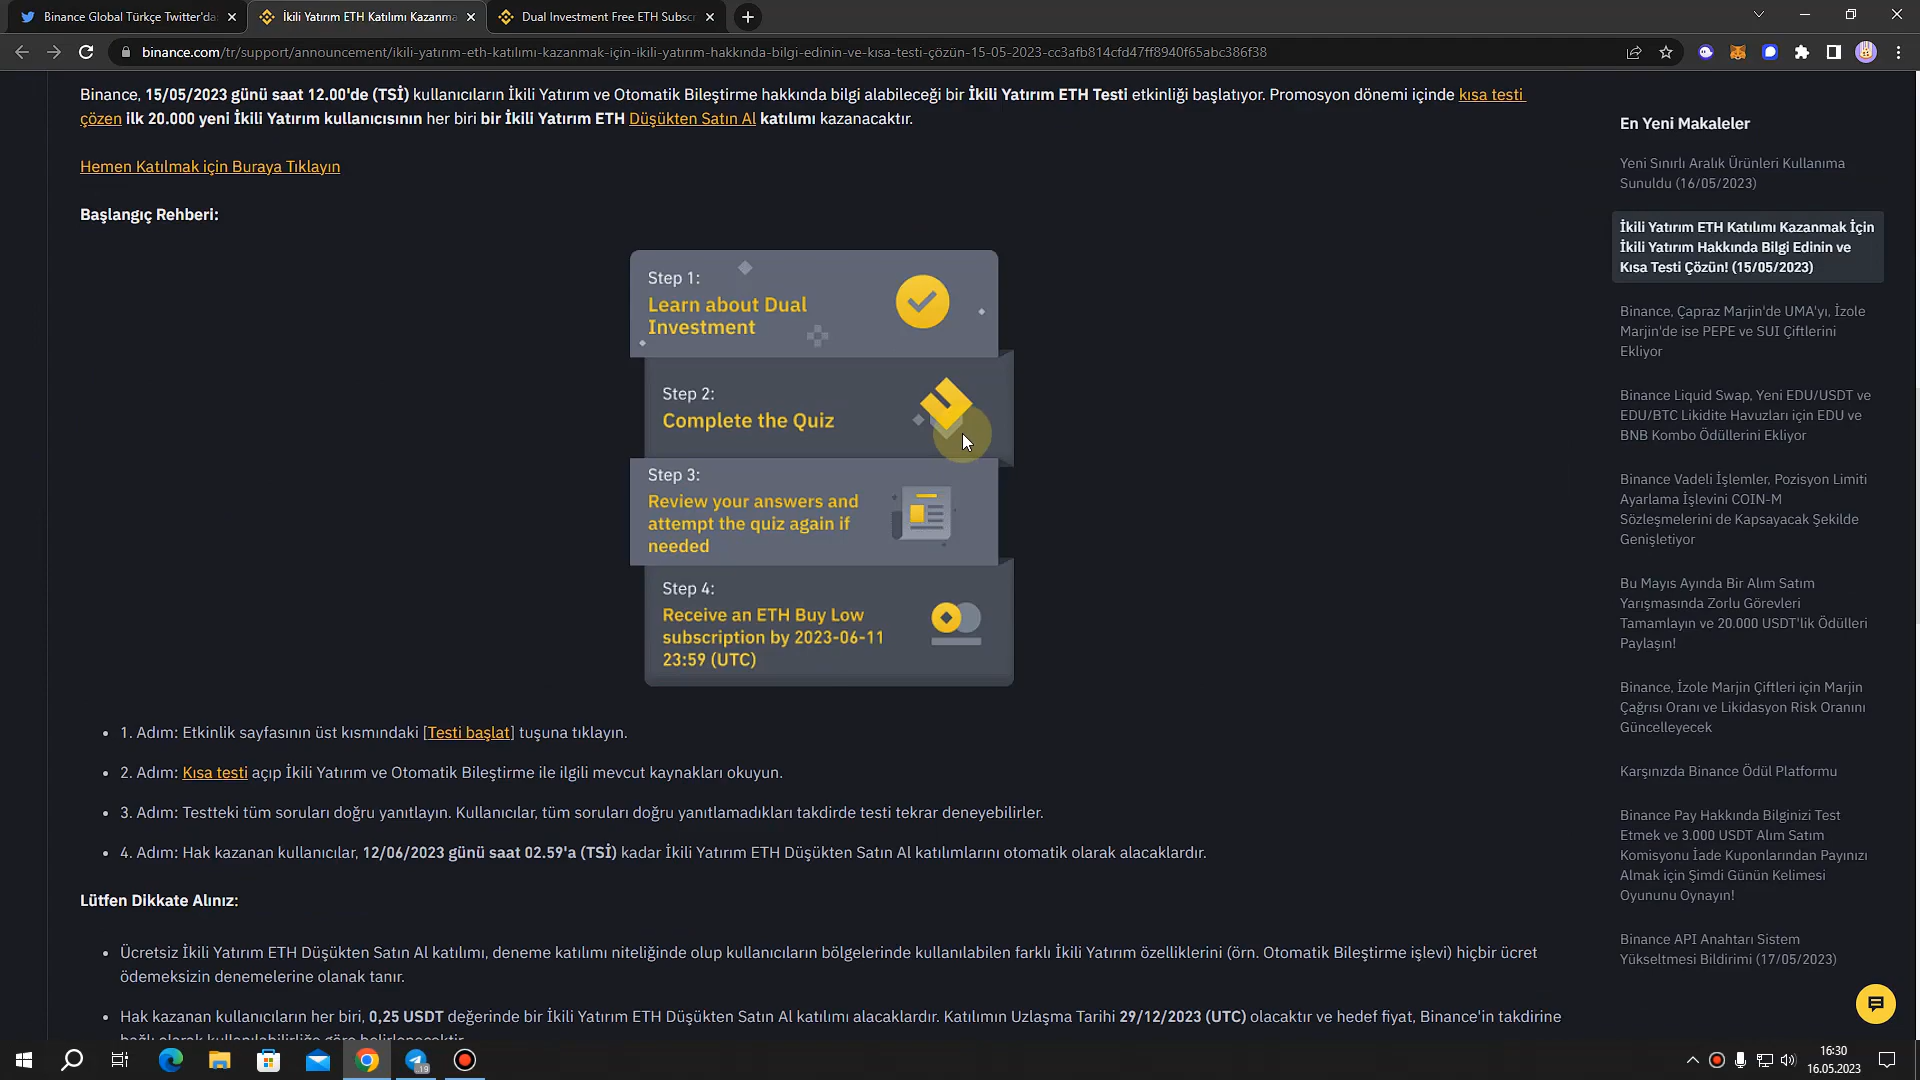 Binance Global Türkçe Twitter'da
İkili Yatırım ETH Katılımı Kazanma
Dual Investment Free ETH Subscr
binance.com/tr/support/announcement/ikili-yatırım-eth-katılımı-kazanmak-için-ikili-yatırım-hakkında-bilgi-edinin-ve-kısa-testi-çözün-15-05-2023-cc3afb814cfd47ff8940f65abc386f38
Binance, 15/05/2023 günü saat 12.00'de (TSİ) kullanıcıların İkili Yatırım ve Otomatik Bileştirme hakkında bilgi alabileceği bir İkili Yatırım ETH Testi etkinliği başlatıyor. Promosyon dönemi içinde kısa testi
çözen ilk 20.000 yeni İkili Yatırım kullanıcısının her biri bir İkili Yatırım ETH Düşükten Satın Al katılımı kazanacaktır.
Hemen Katılmak için Buraya Tıklayın
Başlangıç Rehberi:
Step 1:
Learn about Dual
Investment
Step 2:
Complete the Quiz
Step 3:
Review your answers and
attempt the quiz again if
needed
Step 4:
Receive an ETH Buy Low
subscription by 2023-06-11
23:59 (UTC)
1. Adım: Etkinlik sayfasının üst kısmındaki [Testi başlat] tuşuna tıklayın.
2. Adım: Kısa testi açıp İkili Yatırım ve Otomatik Bileştirme ile ilgili mevcut kaynakları okuyun.
3. Adım: Testteki tüm soruları doğru yanıtlayın. Kullanıcılar, tüm soruları doğru yanıtlamadıkları takdirde testi tekrar deneyebilirler.
4. Adım: Hak kazanan kullanıcılar, 12/06/2023 günü saat 02.59'a (TSİ) kadar İkili Yatırım ETH Düşükten Satın Al katılımlarını otomatik olarak alacaklardır.
Lütfen Dikkate Alınız:
Ücretsiz İkili Yatırım ETH Düşükten Satın Al katılımı, deneme katılımı niteliğinde olup kullanıcıların bölgelerinde kullanılabilen farklı İkili Yatırım özelliklerini (örn. Otomatik Bileştirme işlevi) hiçbir ücret
ödemeksizin denemelerine olanak tanır.
Hak kazanan kullanıcıların her biri, 0,25 USDT değerinde bir İkili Yatırım ETH Düşükten Satın Al katılımı alacaklardır. Katılımın Uzlaşma Tarihi 29/12/2023 (UTC) olacaktır ve hedef fiyat, Binance'in takdirine
bağlı olarak kullanılabilirliğe göre belirlenecektir.
En Yeni Makaleler
Yeni Sınırlı Aralık Ürünleri Kullanıma
Sunuldu (16/05/2023)
İkili Yatırım ETH Katılımı Kazanmak İçin
İkili Yatırım Hakkında Bilgi Edinin ve
Kısa Testi Çözün! (15/05/2023)
Binance, Çapraz Marjin'de UMA'yı, İzole
Marjin'de ise PEPE ve SUI Çiftlerini
Ekliyor
Binance Liquid Swap, Yeni EDU/USDT ve
EDU/BTC Likidite Havuzları için EDU ve
BNB Kombo Ödüllerini Ekliyor
Binance Vadeli İşlemler, Pozisyon Limiti
Ayarlama İşlevini COIN-M
Sözleşmelerini de Kapsayacak Şekilde
Genişletiyor
Bu Mayıs Ayında Bir Alım Satım
Yarışmasında Zorlu Görevleri
Tamamlayın ve 20.000 USDT'lik Ödülleri
Paylaşın!
Binance, İzole Marjin Çiftleri için Marjin
Çağrısı Oranı ve Likidasyon Risk Oranını
Güncelleyecek
Karşınızda Binance Ödül Platformu
Binance Pay Hakkında Bilginizi Test
Etmek ve 3.000 USDT Alım Satım
Komisyonu İade Kuponlarından Payınızı
Almak için Şimdi Günün Kelimesi
Oyununu Oynayın!
Binance API Anahtarı Sistem
Yükseltmesi Bildirimi (17/05/2023)
19
16:30
16.05.2023